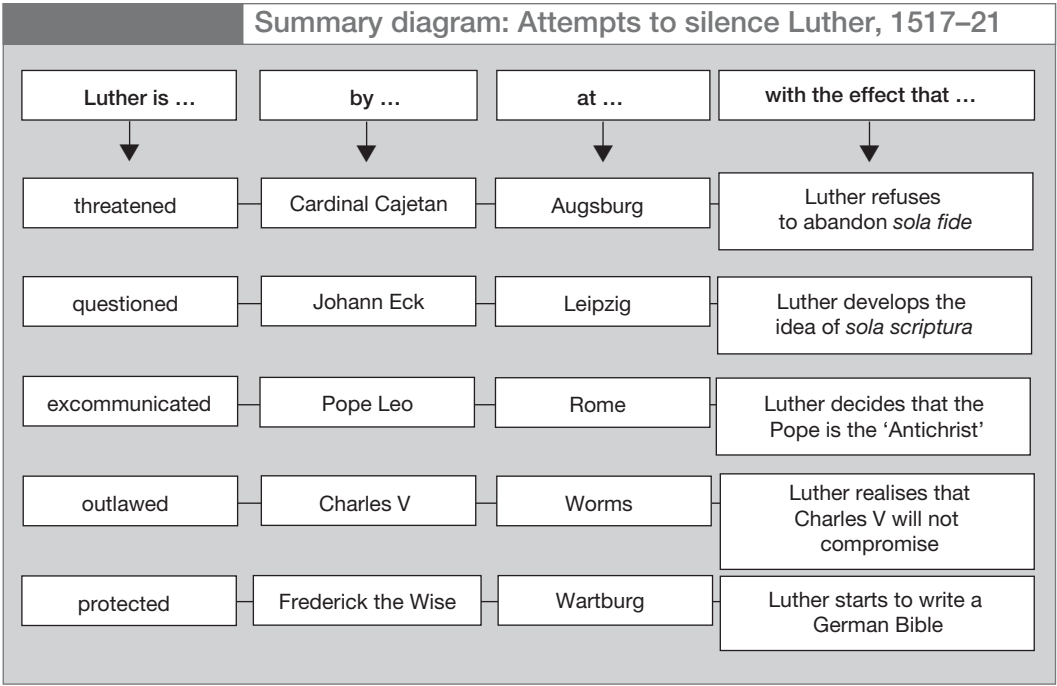 Summary diagram: Attempts to silence Luther, 1517–21
Luther is …
by …
at …
with the effect that …
threatened
Cardinal Cajetan
Augsburg
Luther refuses
to abandon sola fide
questioned
Johann Eck
Leipzig
Luther develops the
idea of sola scriptura
excommunicated
Pope Leo
Rome
Luther decides that the
Pope is the ‘Antichrist’
outlawed
Charles V
Worms
Luther realises that
Charles V will not
compromise
protected
Frederick the Wise
Wartburg
Luther starts to write a
German Bible